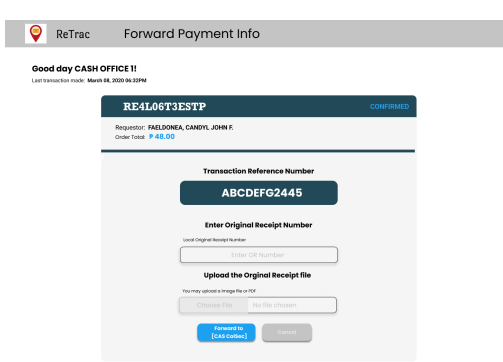 ReTrac Forward Payment Info
Good day CASH OFFICE 1!
Last transaction made: March 08, 2020 06:32PM
RE4L06T3ESTP CONFIRMED
Requestor: FAELDONEA, CANDYL JOHN F.
Order Total: ₱ 48.00
Transaction Reference Number
ABCDEFG2445
Enter Original Receipt Number
Local Original Receipt Number
Enter OR Number
Upload the Orginal Receipt file
You may upload a image file or PDF
Choose File No file chosen
Forward to Cancel
[CAS ColSec]